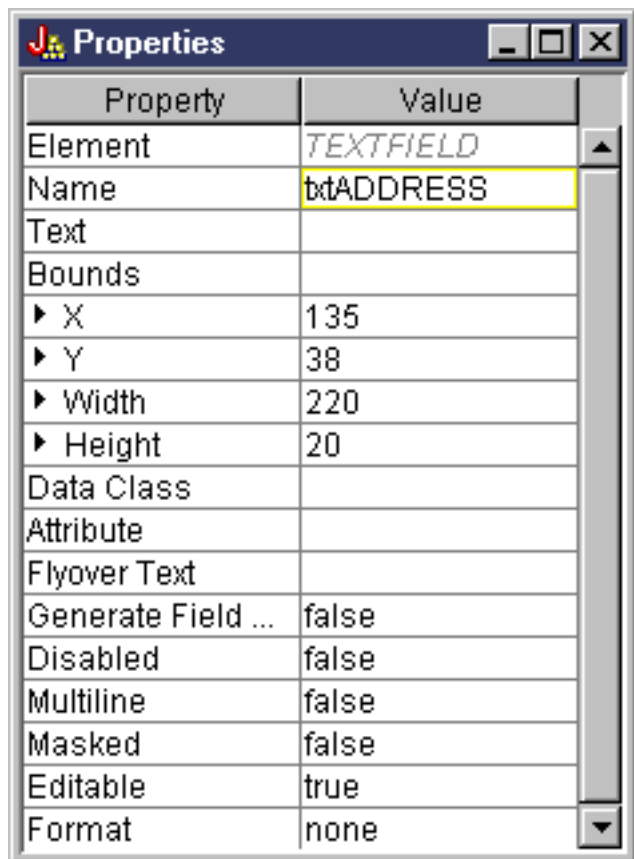 Properties
Property Value
Element TEXTFIELD
Name txtADDRESS
Text
Bounds
X 135
Y 38
Width 220
Height 20
Data Class
Attribute
Flyover Text
Generate Field ... false
Disabled false
Multiline false
Masked false
Editable true
Format none